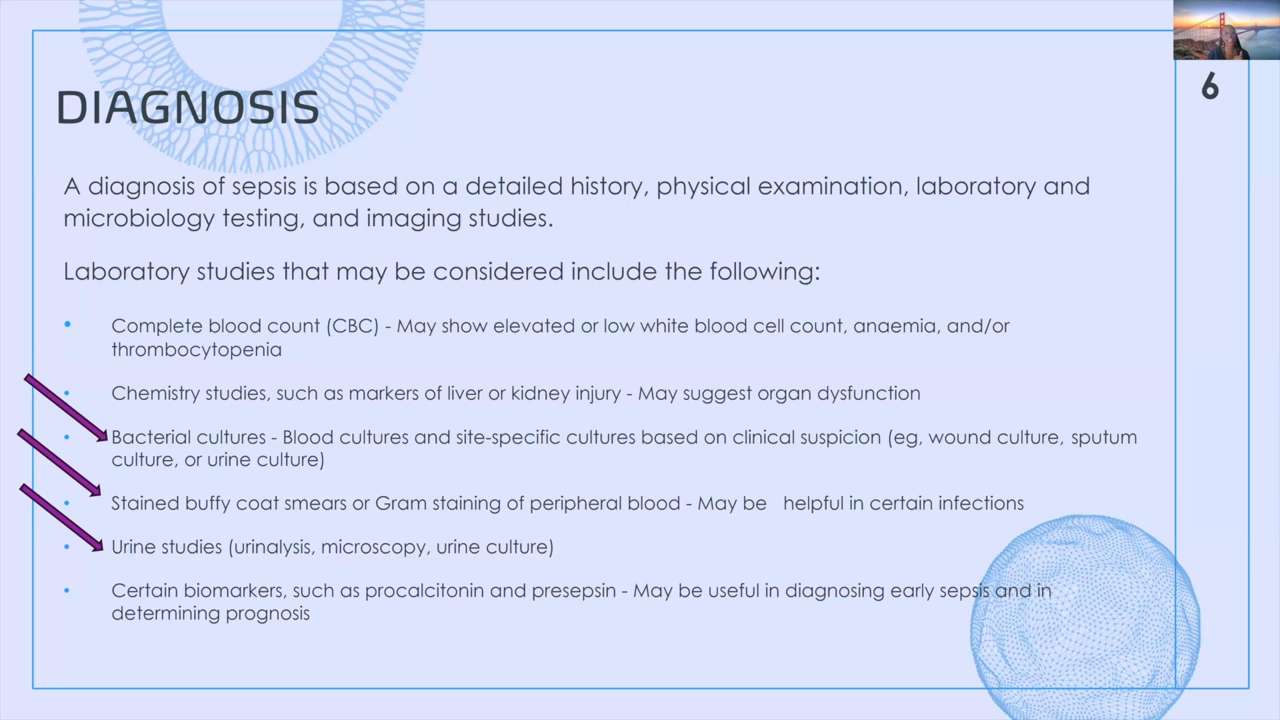 DIAGNOSIS
6
A diagnosis of sepsis is based on a detailed history, physical examination, laboratory and
microbiology testing, and imaging studies.
Laboratory studies that may be considered include the following:
• Complete blood count (CBC) - May show elevated or low white blood cell count, anaemia, and/or
thrombocytopenia
• Chemistry studies, such as markers of liver or kidney injury - May suggest organ dysfunction
• Bacterial cultures - Blood cultures and site-specific cultures based on clinical suspicion (eg, wound culture, sputum
culture, or urine culture)
• Stained buffy coat smears or Gram staining of peripheral blood - May be helpful in certain infections
• Urine studies (urinalysis, microscopy, urine culture)
• Certain biomarkers, such as procalcitonin and presepsin - May be useful in diagnosing early sepsis and in
determining prognosis